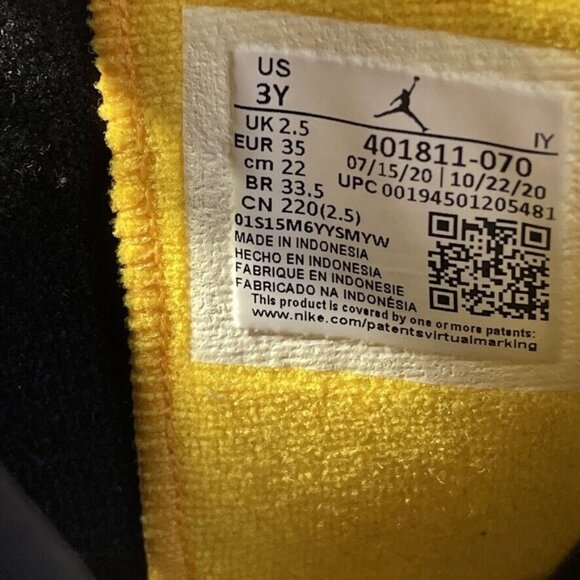 US
3Y
IY
UK 2.5
EUR 35
cm 22
BR 33.5
CN 220(2.5)
401811-070
07/15/20 | 10/22/20
UPC 00194501205481
01S15M6YYSMYW
MADE IN INDONESIA
HECHO EN INDONESIA
FABRIQUE EN INDONESIE
FABRICADO NA INDONÉSIA
This product is covered by one or more patents:
www.nike.com/patentsvirtualmarking